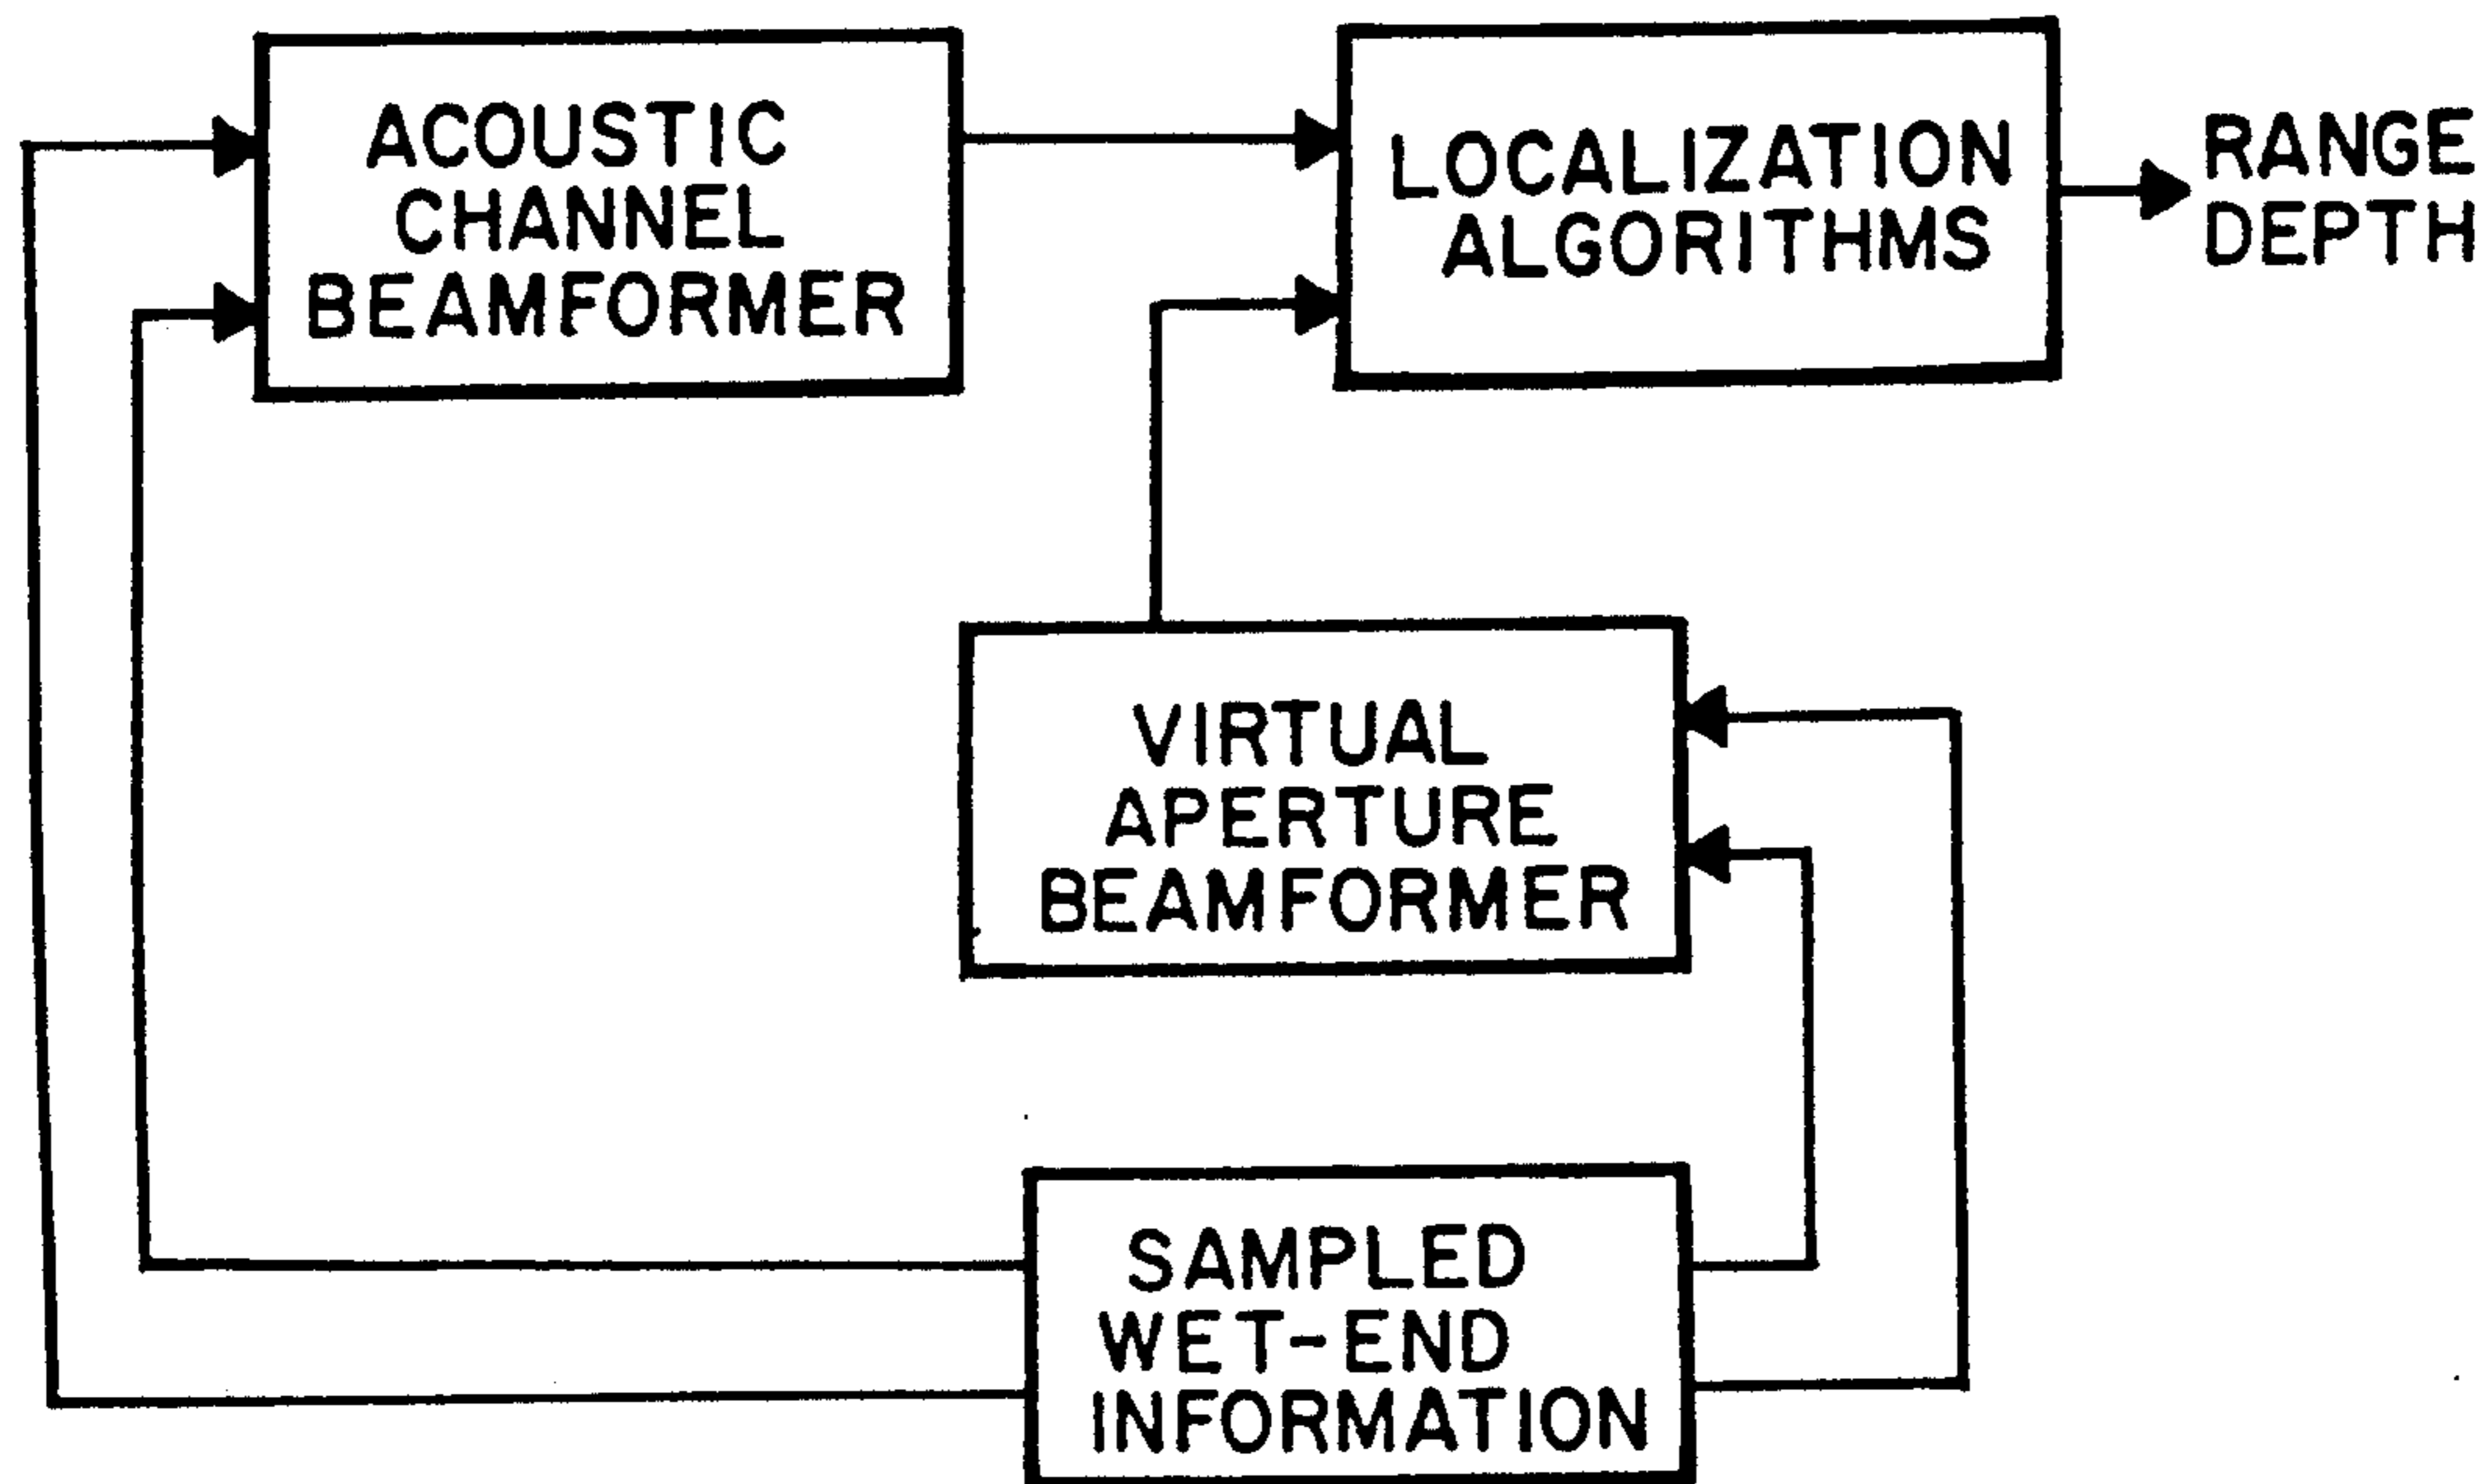 ACOUSTIC
CHANNEL
BEAMFORMER
LOCALIZATION
ALGORITHMS
RANGE
DEPTH
VIRTUAL
APERTURE
BEAMFORMER
SAMPLED
WET-END
INFORMATION